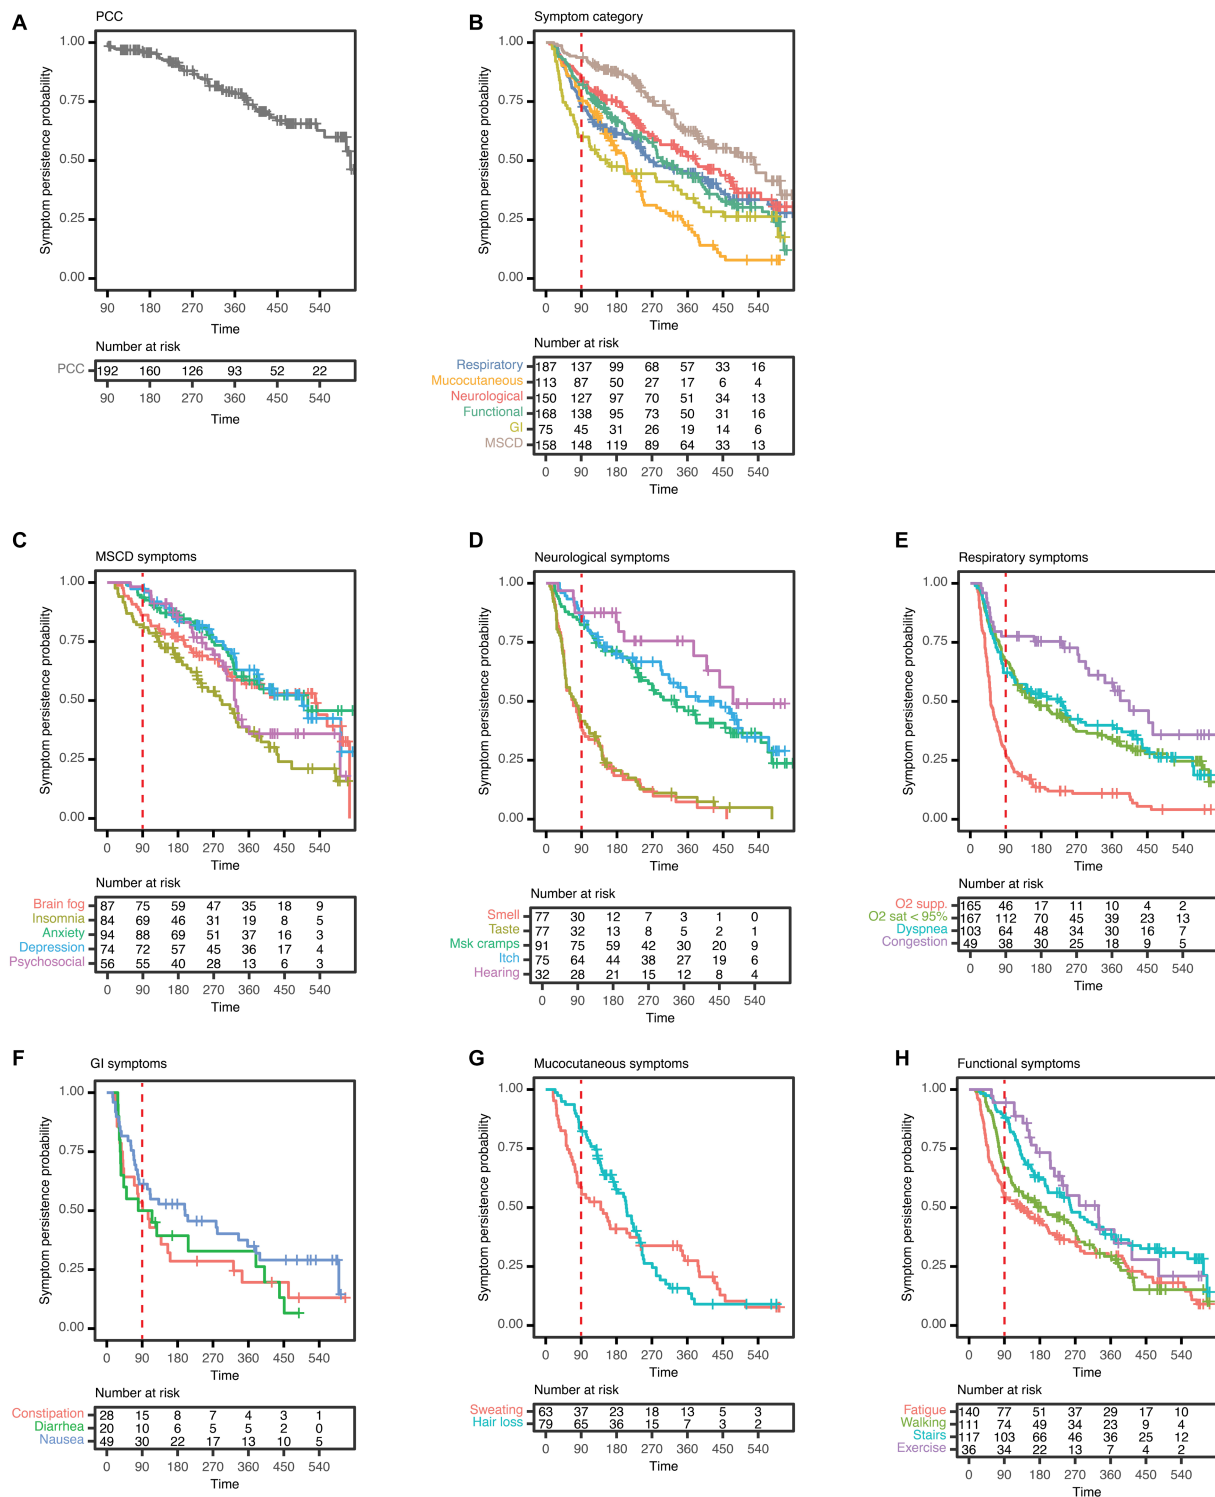 A
PCC
Symptom persistence probability
1.00
0.75
0.50
0.25
0.00
90 180 270 360 450 540
Time
Number at risk
PCC 192 160 126 93 52 22
90 180 270 360 450 540
Time
B
Symptom category
Symptom persistence probability
1.00
0.75
0.50
0.25
0.00
0 90 180 270 360 450 540
Time
Number at risk
Respiratory 187 137 99 68 57 33 16
Mucocutaneous 113 87 50 27 17 6 4
Neurological 150 127 97 70 51 34 13
Functional 168 138 95 73 50 31 16
GI 75 45 31 26 19 14 6
MSCD 158 148 119 89 64 33 13
0 90 180 270 360 450 540
Time
C
MSCD symptoms
Symptom persistence probability
1.00
0.75
0.50
0.25
0.00
0 90 180 270 360 450 540
Time
Number at risk
Brain fog 87 75 59 47 35 18 9
Insomnia 84 69 46 31 19 8 5
Anxiety 94 88 69 51 37 16 3
Depression 74 72 57 45 36 17 4
Psychosocial 56 55 40 28 13 6 3
0 90 180 270 360 450 540
Time
D
Neurological symptoms
Symptom persistence probability
1.00
0.75
0.50
0.25
0.00
0 90 180 270 360 450 540
Time
Number at risk
Smell 77 30 12 7 3 1 0
Taste 77 32 13 8 5 2 1
Msk cramps 91 75 59 42 30 20 9
Itch 75 64 44 38 27 19 6
Hearing 32 28 21 15 12 8 4
0 90 180 270 360 450 540
Time
E
Respiratory symptoms
Symptom persistence probability
1.00
0.75
0.50
0.25
0.00
0 90 180 270 360 450 540
Time
Number at risk
O2 supp. 165 46 17 11 10 4 2
O2 sat < 95% 167 112 70 45 39 23 13
Dyspnea 103 64 48 34 30 16 7
Congestion 49 38 30 25 18 9 5
0 90 180 270 360 450 540
Time
F
GI symptoms
Symptom persistence probability
1.00
0.75
0.50
0.25
0.00
0 90 180 270 360 450 540
Time
Number at risk
Constipation 28 15 8 7 4 3 1
Diarrhea 20 10 6 5 5 2 0
Nausea 49 30 22 17 13 10 5
0 90 180 270 360 450 540
Time
G
Mucocutaneous symptoms
Symptom persistence probability
1.00
0.75
0.50
0.25
0.00
0 90 180 270 360 450 540
Time
Number at risk
Sweating 63 37 23 18 13 5 3
Hair loss 79 65 36 15 7 3 2
0 90 180 270 360 450 540
Time
H
Functional symptoms
Symptom persistence probability
1.00
0.75
0.50
0.25
0.00
0 90 180 270 360 450 540
Time
Number at risk
Fatigue 140 77 51 37 29 17 10
Walking 111 74 49 34 23 9 4
Stairs 117 103 66 46 36 25 12
Exercise 36 34 22 13 7 4 2
0 90 180 270 360 450 540
Time